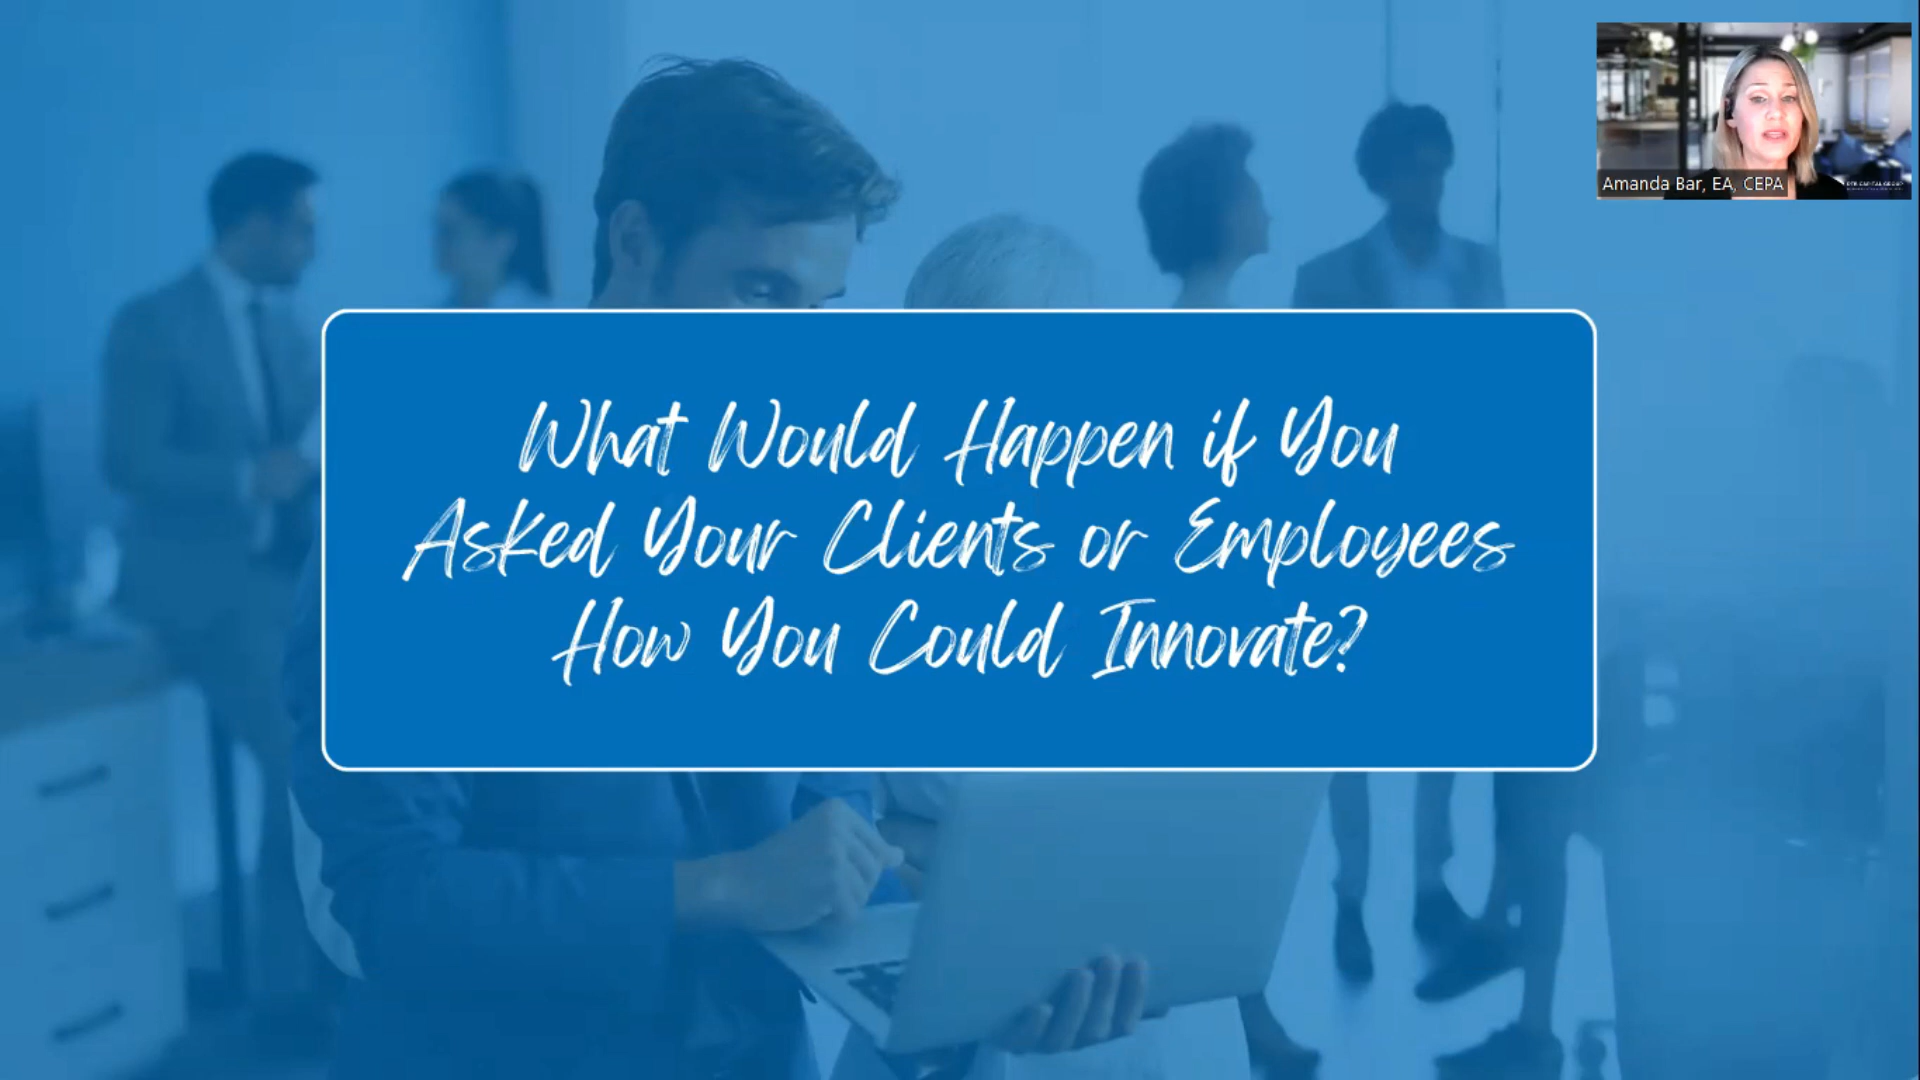 Amanda Bar, EA, CEPA
What Would Happen if You
Asked Your Clients or Employees
How You Could Innovate?